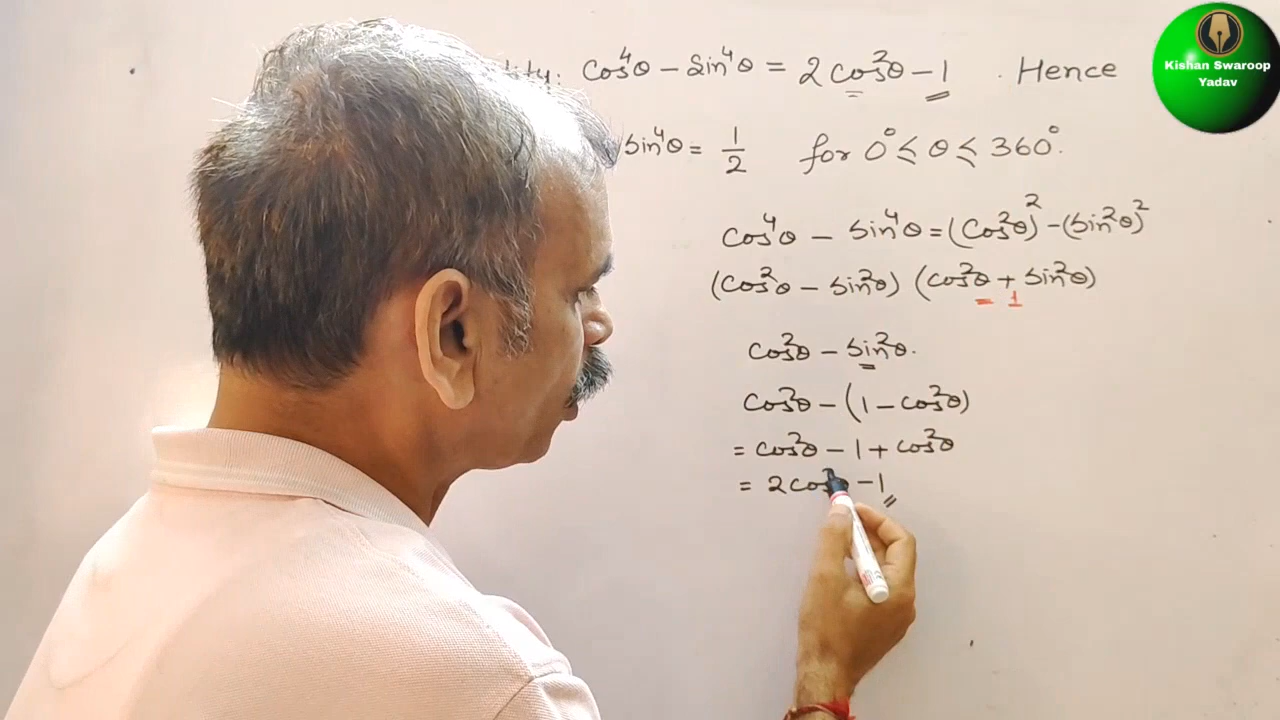 cos⁴θ − sin⁴θ = 2cos²θ − 1 . Hence
Kishan Swaroop
Yadav
sin⁴θ = 1/2 for 0° ≤ θ ≤ 360°.
cos⁴θ − sin⁴θ = (cos²θ)² − (sin²θ)²
(cos²θ − sin²θ) (cos²θ + sin²θ)
1
cos²θ − sin²θ.
cos²θ − (1 − cos²θ)
= cos²θ − 1 + cos²θ
= 2cos²θ − 1